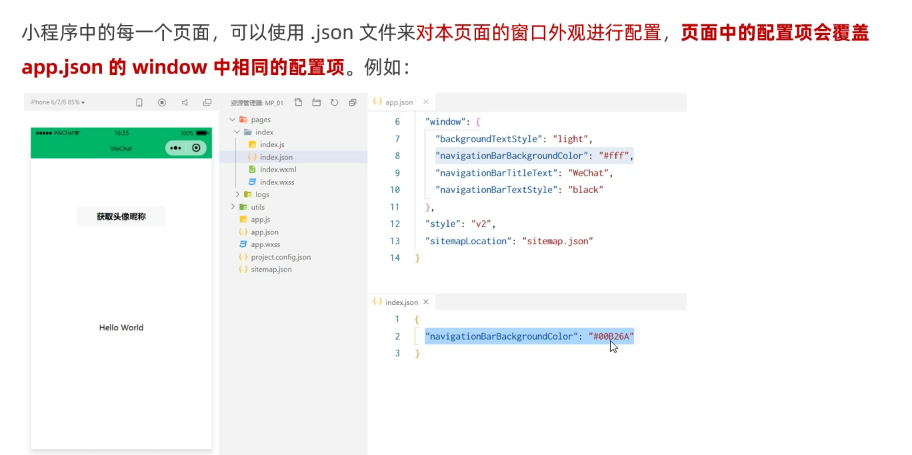 小程序中的每一个页面，可以使用 .json 文件来对本页面的窗口外观进行配置，页面中的配置项会覆盖
app.json 的 window 中相同的配置项。例如：
iPhone 6/7/8 85%
WeChat
16:35
100%
WeChat
获取头像昵称
Hello World
资源管理器: MP_01
pages
index
index.js
index.json
index.wxml
index.wxss
logs
utils
app.js
app.json
app.wxss
project.config.json
sitemap.json
app.json
6 "window": {
7 "backgroundTextStyle": "light",
8 "navigationBarBackgroundColor": "#fff",
9 "navigationBarTitleText": "WeChat",
10 "navigationBarTextStyle": "black"
11 },
12 "style": "v2",
13 "sitemapLocation": "sitemap.json"
14 }
index.json
1 {
2 "navigationBarBackgroundColor": "#00B26A"
3 }